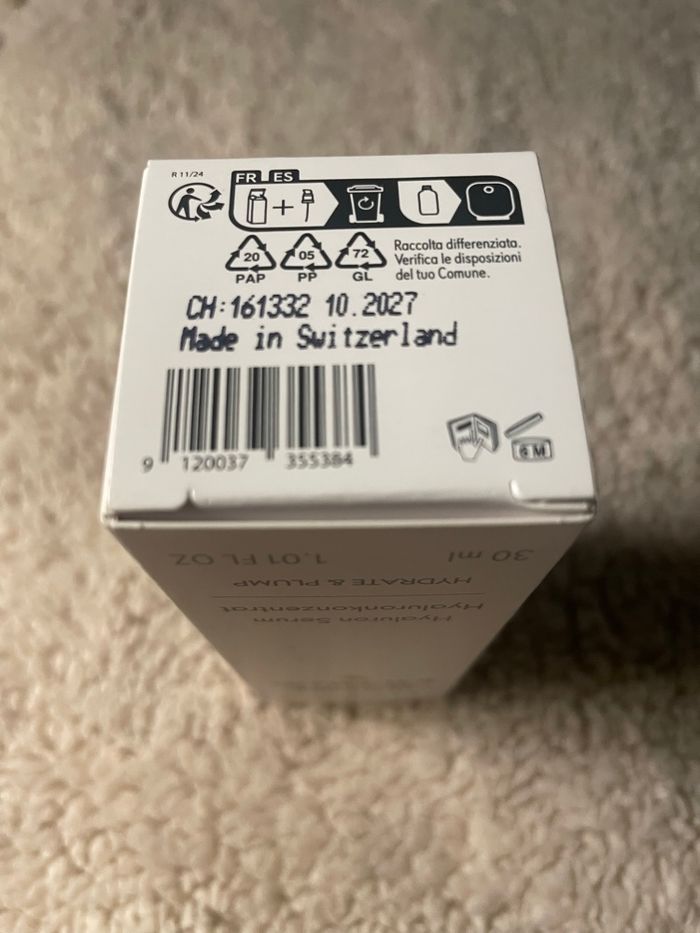 R 11/24
FR ES
20 05 72
PAP PP GL
Raccolta differenziata.
Verifica le disposizioni
del tuo Comune.
CH:161332 10.2027
Made in Switzerland
9 120037 355384
6 M
30 ml 1,01 FL OZ
HYDRATE & PLUMP
Hyaluronkonzentrat
Hyaluron Serum